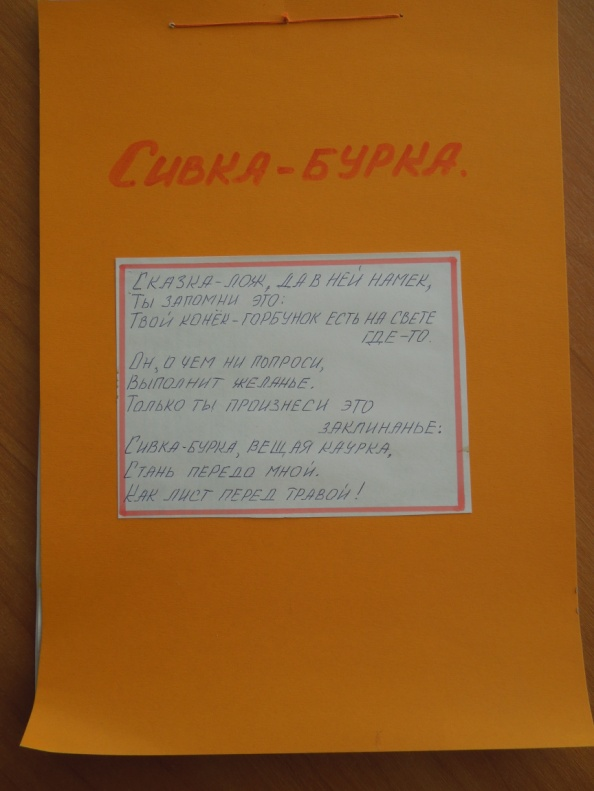 Сивка-бурка.
Сказка-лож, да в ней намек,
Ты запомни это:
Твой конёк-горбунок есть на свете
где-то.
Он, о чем ни попроси,
Выполнит желанье.
Только ты произнеси это
заклинанье:
Сивка-бурка, вещая каурка,
Стань передо мной.
Как лист перед травой!